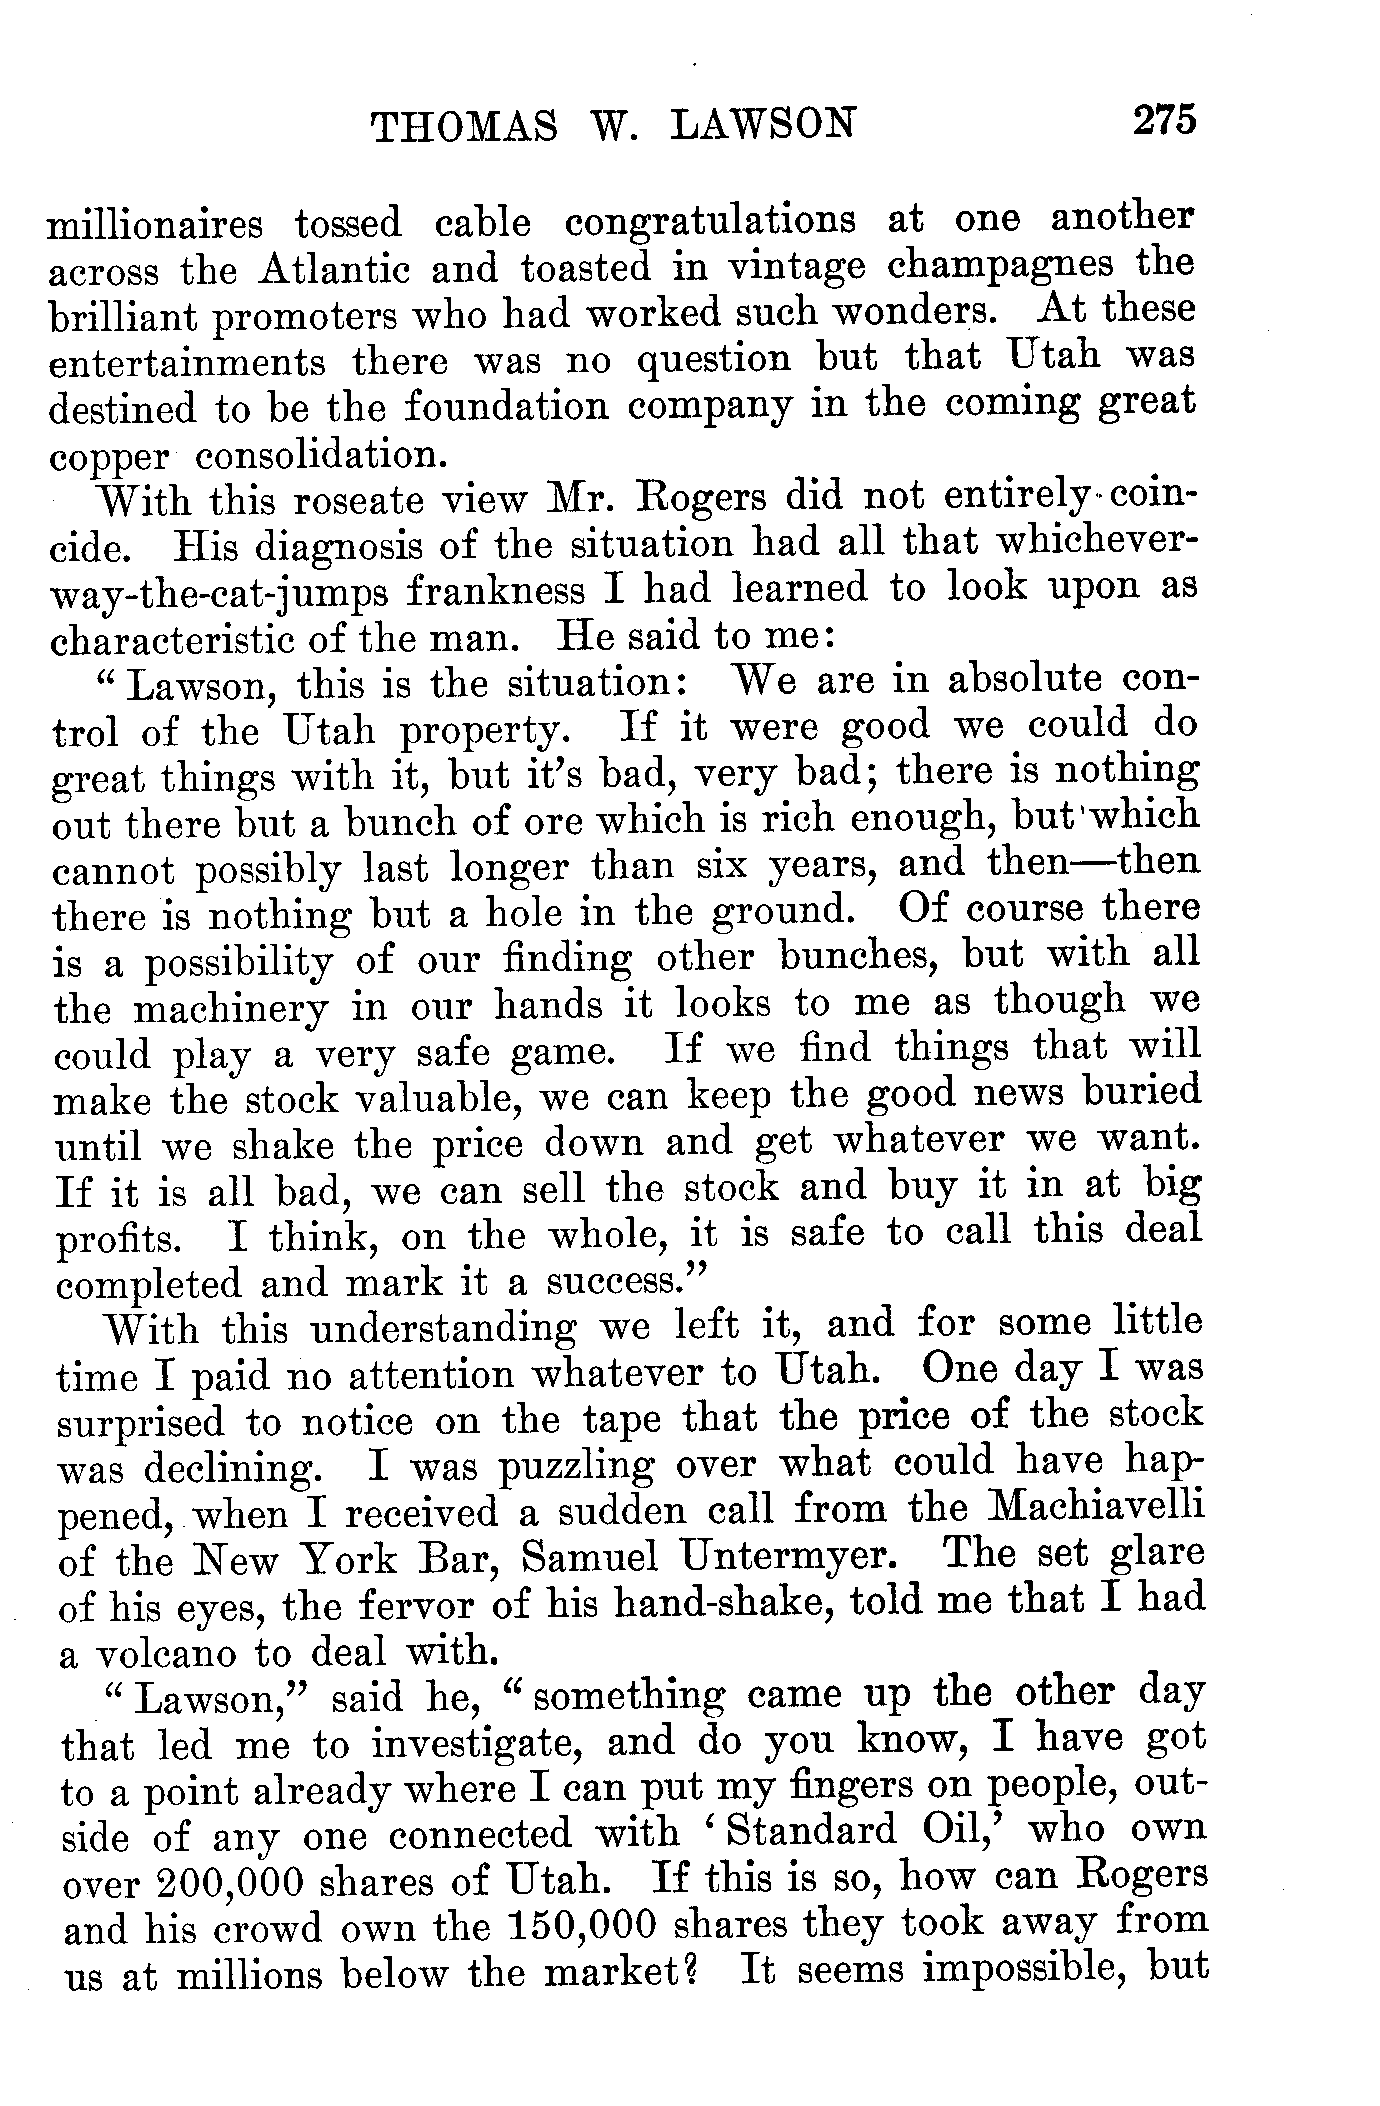 THOMAS W. LAWSON 275
millionaires tossed cable congratulations at one another
across the Atlantic and toasted in vintage champagnes the
brilliant promoters who had worked such wonders. At these
entertainments there was no question but that Utah was
destined to be the foundation company in the coming great
copper consolidation.
With this roseate view Mr. Rogers did not entirely coin-
cide. His diagnosis of the situation had all that whichever-
way-the-cat-jumps frankness I had learned to look upon as
characteristic of the man. He said to me:
“Lawson, this is the situation: We are in absolute con-
trol of the Utah property. If it were good we could do
great things with it, but it’s bad, very bad; there is nothing
out there but a bunch of ore which is rich enough, but which
cannot possibly last longer than six years, and then—then
there is nothing but a hole in the ground. Of course there
is a possibility of our finding other bunches, but with all
the machinery in our hands it looks to me as though we
could play a very safe game. If we find things that will
make the stock valuable, we can keep the good news buried
until we shake the price down and get whatever we want.
If it is all bad, we can sell the stock and buy it in at big
profits. I think, on the whole, it is safe to call this deal
completed and mark it a success.”
With this understanding we left it, and for some little
time I paid no attention whatever to Utah. One day I was
surprised to notice on the tape that the price of the stock
was declining. I was puzzling over what could have hap-
pened, when I received a sudden call from the Machiavelli
of the New York Bar, Samuel Untermyer. The set glare
of his eyes, the fervor of his hand-shake, told me that I had
a volcano to deal with.
“Lawson,” said he, “something came up the other day
that led me to investigate, and do you know, I have got
to a point already where I can put my fingers on people, out-
side of any one connected with ‘Standard Oil,’ who own
over 200,000 shares of Utah. If this is so, how can Rogers
and his crowd own the 150,000 shares they took away from
us at millions below the market? It seems impossible, but